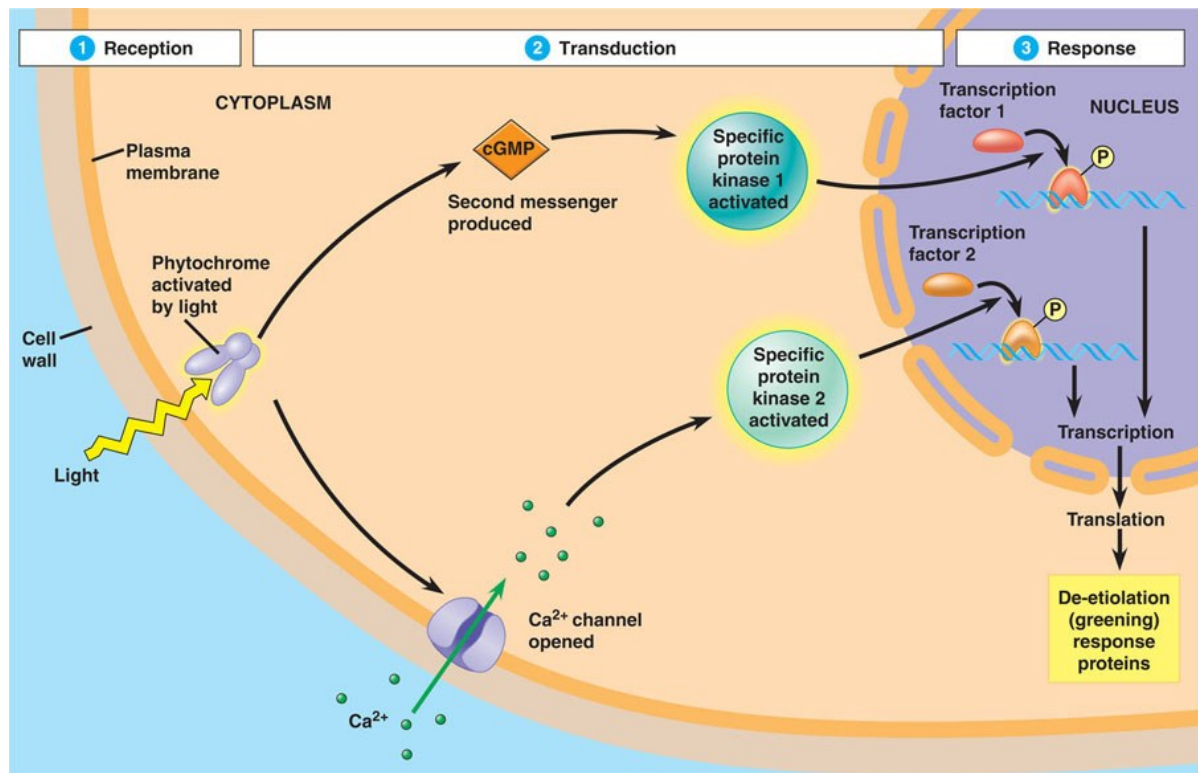 1 Reception
2 Transduction
3 Response
CYTOPLASM
NUCLEUS
Plasma
membrane
cGMP
Second messenger
produced
Specific
protein
kinase 1
activated
Transcription
factor 1
P
Transcription
factor 2
P
Phytochrome
activated
by light
Cell
wall
Light
Specific
protein
kinase 2
activated
Transcription
Translation
De-etiolation
(greening)
response
proteins
Ca²⁺ channel
opened
Ca²⁺